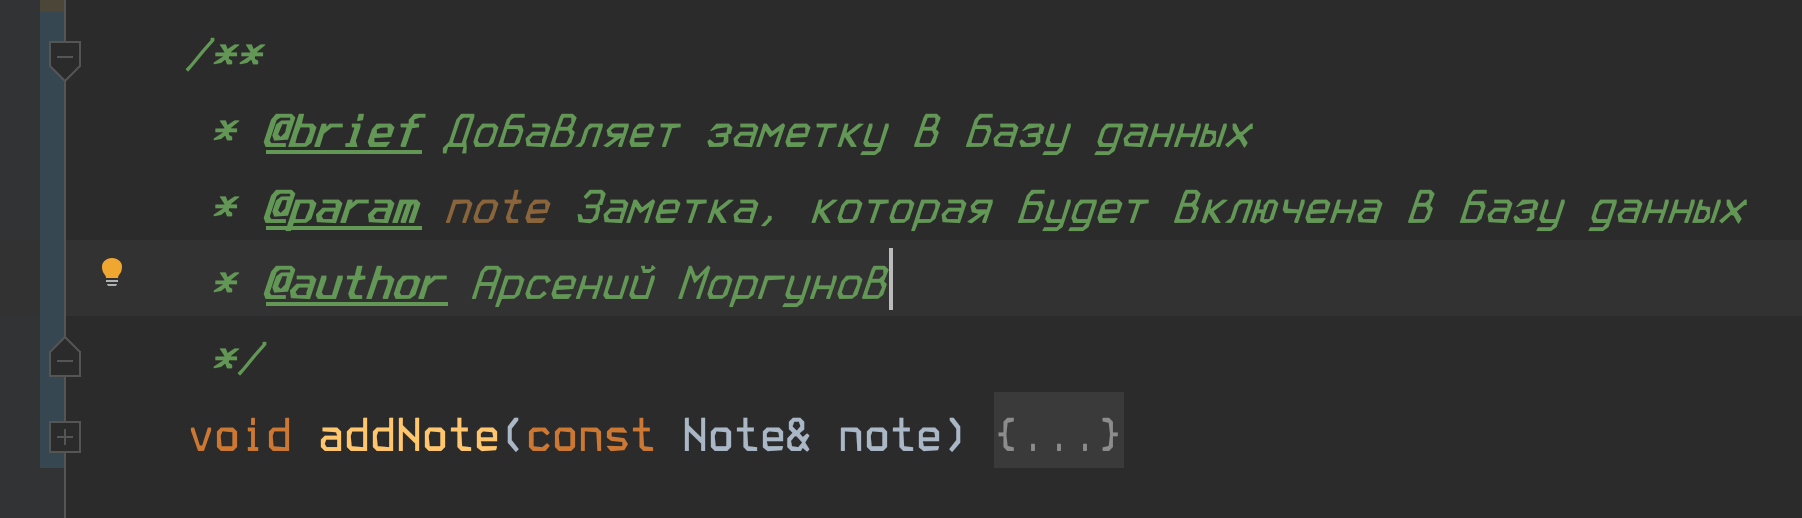 /**
* @brief Добавляет заметку в базу данных
* @param note Заметка, которая будет включена в базу данных
* @author Арсений Моргунов
*/
void addNote(const Note& note) {...}